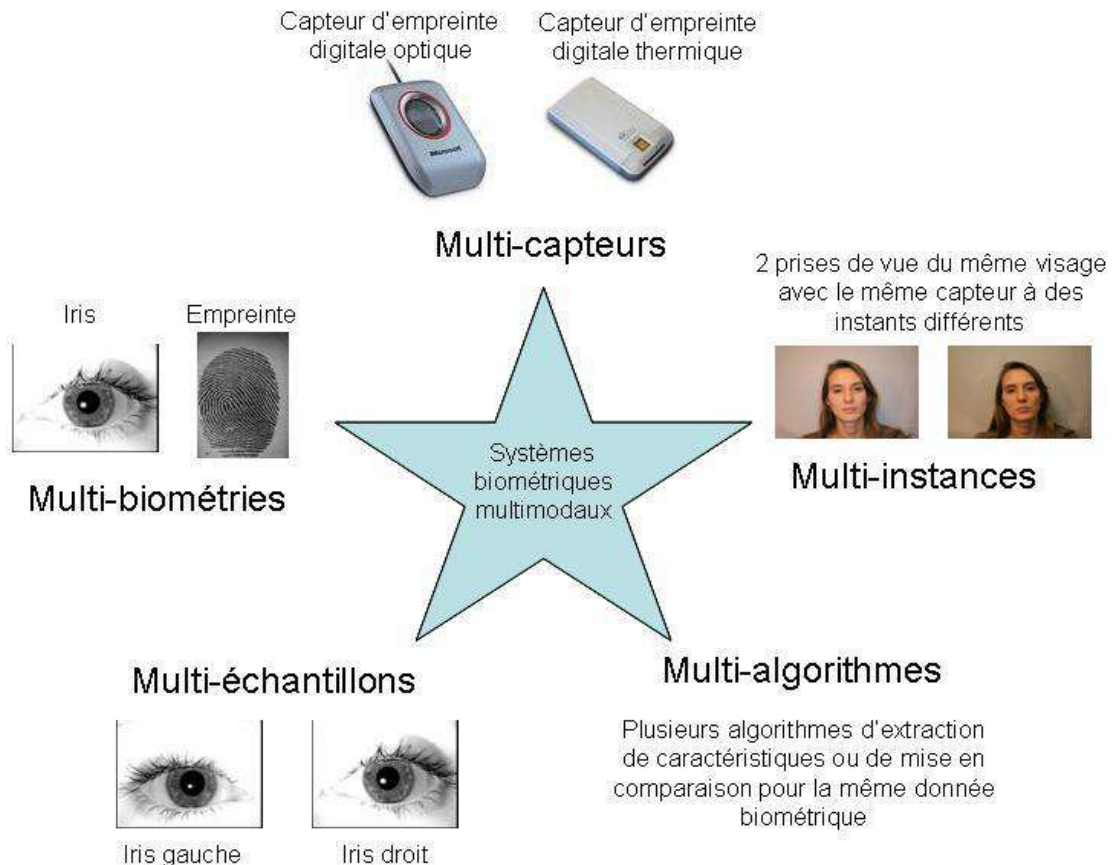 Capteur d'empreinte
digitale optique
Capteur d'empreinte
digitale thermique
Microsoft
Multi-capteurs
2 prises de vue du même visage
avec le même capteur à des
instants différents
Iris
Empreinte
Multi-instances
Multi-biométries
Systèmes
biométriques
multimodaux
Multi-échantillons
Multi-algorithmes
Plusieurs algorithmes d'extraction
de caractéristiques ou de mise en
comparaison pour la même donnée
biométrique
Iris gauche
Iris droit